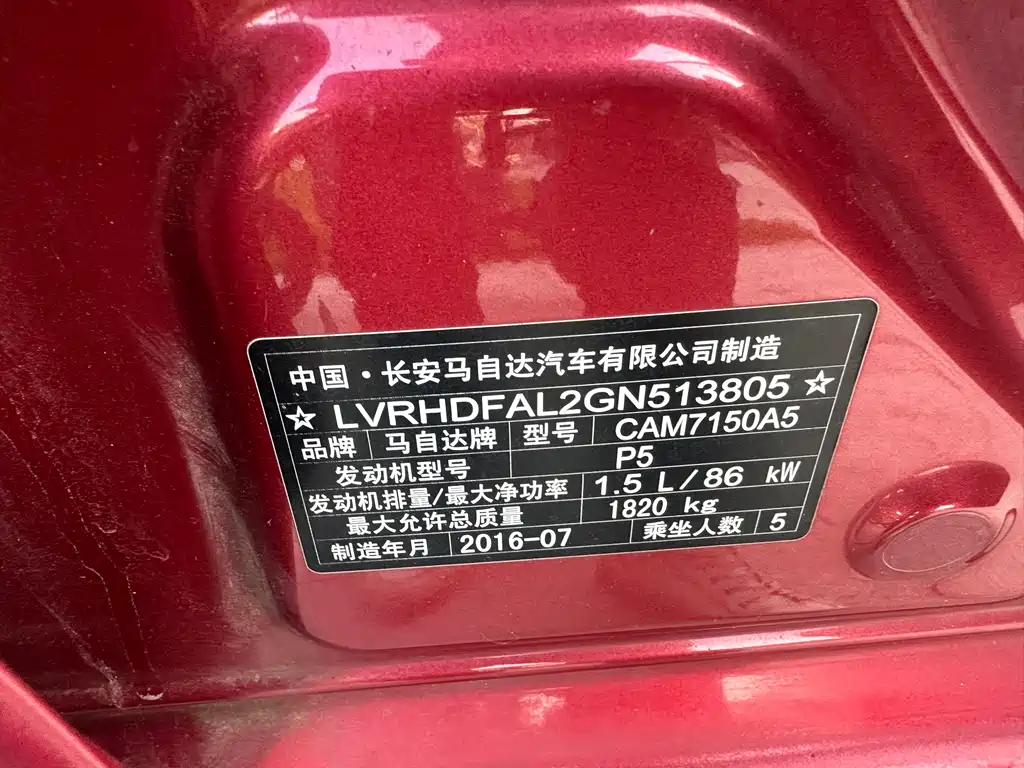 中国·长安马自达汽车有限公司制造
☆ LVRHDFAL2GN513805 ☆
品牌 马自达牌 型号 CAM7150A5
发动机型号 P5
发动机排量/最大净功率 1.5 L/86 kW
最大允许总质量 1820 kg
制造年月 2016-07 乘坐人数 5